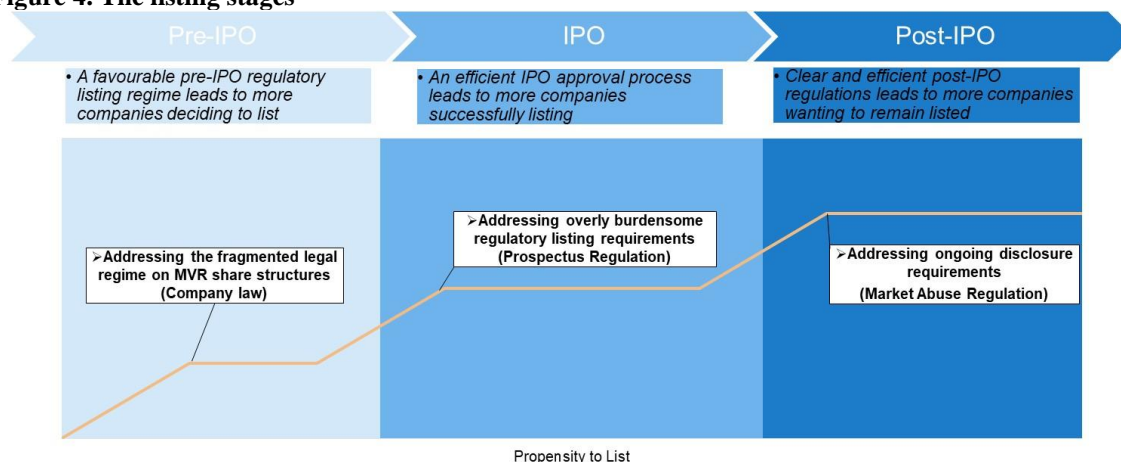 Figure 4: The listing stages
Pre-IPO
IPO
Post-IPO
• A favourable pre-IPO regulatory
listing regime leads to more
companies deciding to list
• An efficient IPO approval process
leads to more companies
successfully listing
• Clear and efficient post-IPO
regulations leads to more companies
wanting to remain listed
➢Addressing the fragmented legal
regime on MVR share structures
(Company law)
➢Addressing overly burdensome
regulatory listing requirements
(Prospectus Regulation)
➢Addressing ongoing disclosure
requirements
(Market Abuse Regulation)
Propensity to List